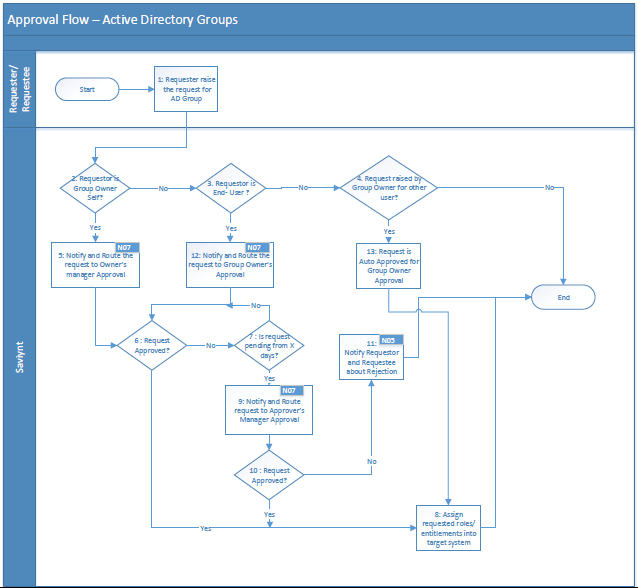 Approval Flow – Active Directory Groups
Requester/
Requestee
Start
1: Requester raise
the request for
AD Group
Saviynt
2. Requestor is
Group Owner
Self?
No
3. Requestor is
End- User ?
No
4. Request raised by
Group Owner for other
user?
No
Yes
Yes
Yes
N07
5: Notify and Route the
request to Owner's
manager Approval
N07
12: Notify and Route the
request to Group Owner's
Approval
13: Request is
Auto Approved for
Group Owner
Approval
End
No
6 : Request
Approved?
No
7 : Is request
pending from X
days?
N05
11:
Notify Requestor
and Requestee
about Rejection
Yes
N07
9: Notify and Route
request to Approver's
Manager Approval
10 : Request
Approved?
No
Yes
Yes
8: Assign
requested roles/
entitlements into
target system